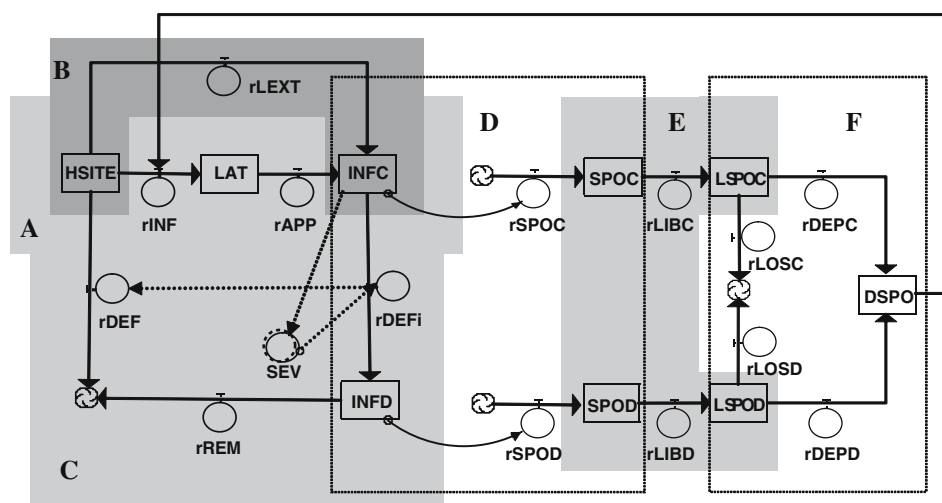 B
rLEXT
D
E
F
HSITE
LAT
INFC
SPOC
LSPOC
rINF
rAPP
rSPOC
rLIBC
rDEPC
A
rLOSC
rDEF
rDEFi
DSPO
SEV
rLOSD
INFD
SPOD
LSPOD
rREM
rSPOD
rLIBD
rDEPD
C